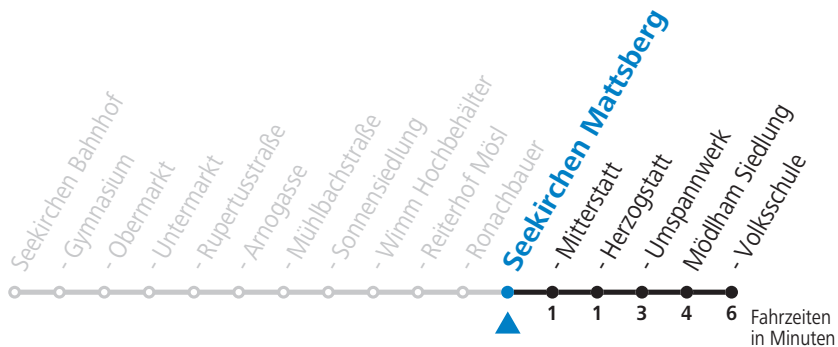 Seekirchen Bahnhof
- Gymnasium
- Obermarkt
- Untermarkt
- Rupertusstraße
- Arnogasse
- Mühlbachstraße
- Sonnensiedlung
- Wimm Hochbehälter
- Reiterhof Mösl
- Ronachbauer
Seekirchen Mattsberg
- Mitterstatt
- Herzogstatt
- Umspannwerk
Mödlham Siedlung
- Volksschule
1 1 3 4 6 Fahrzeiten
in Minuten